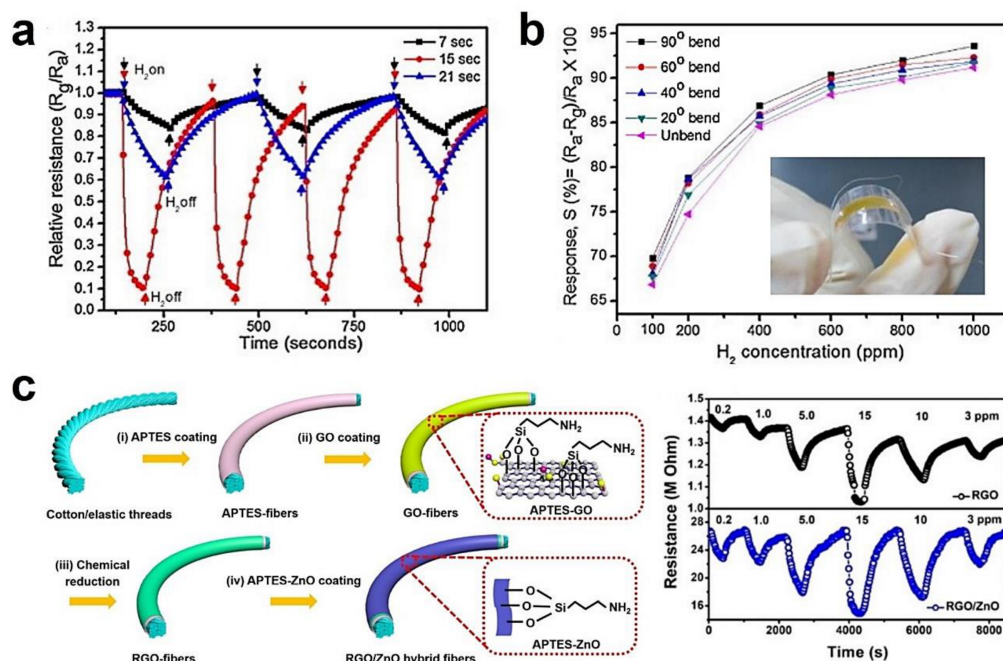 a
1.3
1.2
1.1
1.0
0.9
0.8
0.7
0.6
0.5
0.4
0.3
0.2
0.1
0.0
Relative resistance (Rg/Ra)
7 sec
15 sec
21 sec
H2on
H2off
H2off
250
500
750
1000
Time (seconds)
b
95
90
85
80
75
70
65
Response, S (%)= (Ra-Rg)/Ra X 100
90° bend
60° bend
40° bend
20° bend
Unbend
100
200
400
600
800
1000
H2 concentration (ppm)
c
(i) APTES coating
(ii) GO coating
Cotton/elastic threads
APTES-fibers
GO-fibers
Si
NH2
Si
NH2
O
O
O
O
O
APTES-GO
(iii) Chemical
reduction
(iv) APTES-ZnO coating
RGO-fibers
RGO/ZnO hybrid fibers
O
O
Si
NH2
O
APTES-ZnO
Resistance (M Ohm)
1.5
1.4
1.3
1.2
1.1
1.0
0.2
1.0
5.0
15
10
3 ppm
RGO
28
24
20
16
0.2
1.0
5.0
15
10
3 ppm
RGO/ZnO
0
2000
4000
6000
8000
Time (s)